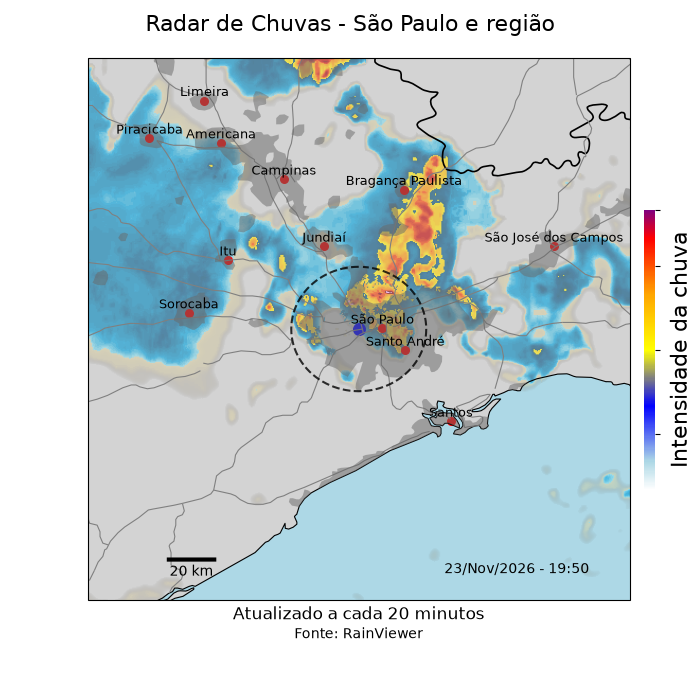 Radar de Chuvas - São Paulo e região
Limeira
Piracicaba
Americana
Campinas
Bragança Paulista
Jundiaí
São José dos Campos
Itu
Sorocaba
São Paulo
Santo André
Santos
Intensidade da chuva
20 km
23/Nov/2026 - 19:50
Atualizado a cada 20 minutos
Fonte: RainViewer